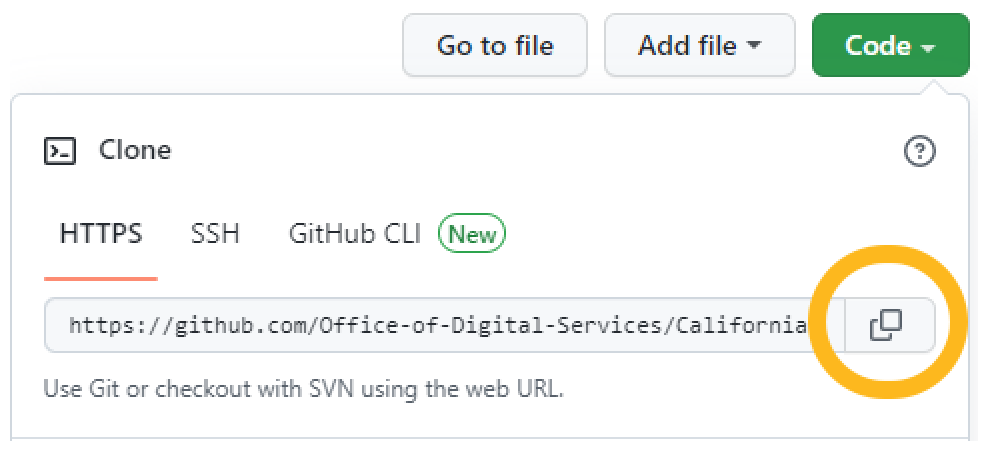 Go to file Add file Code
Clone
HTTPS SSH GitHub CLI New
https://github.com/Office-of-Digital-Services/California
Use Git or checkout with SVN using the web URL.